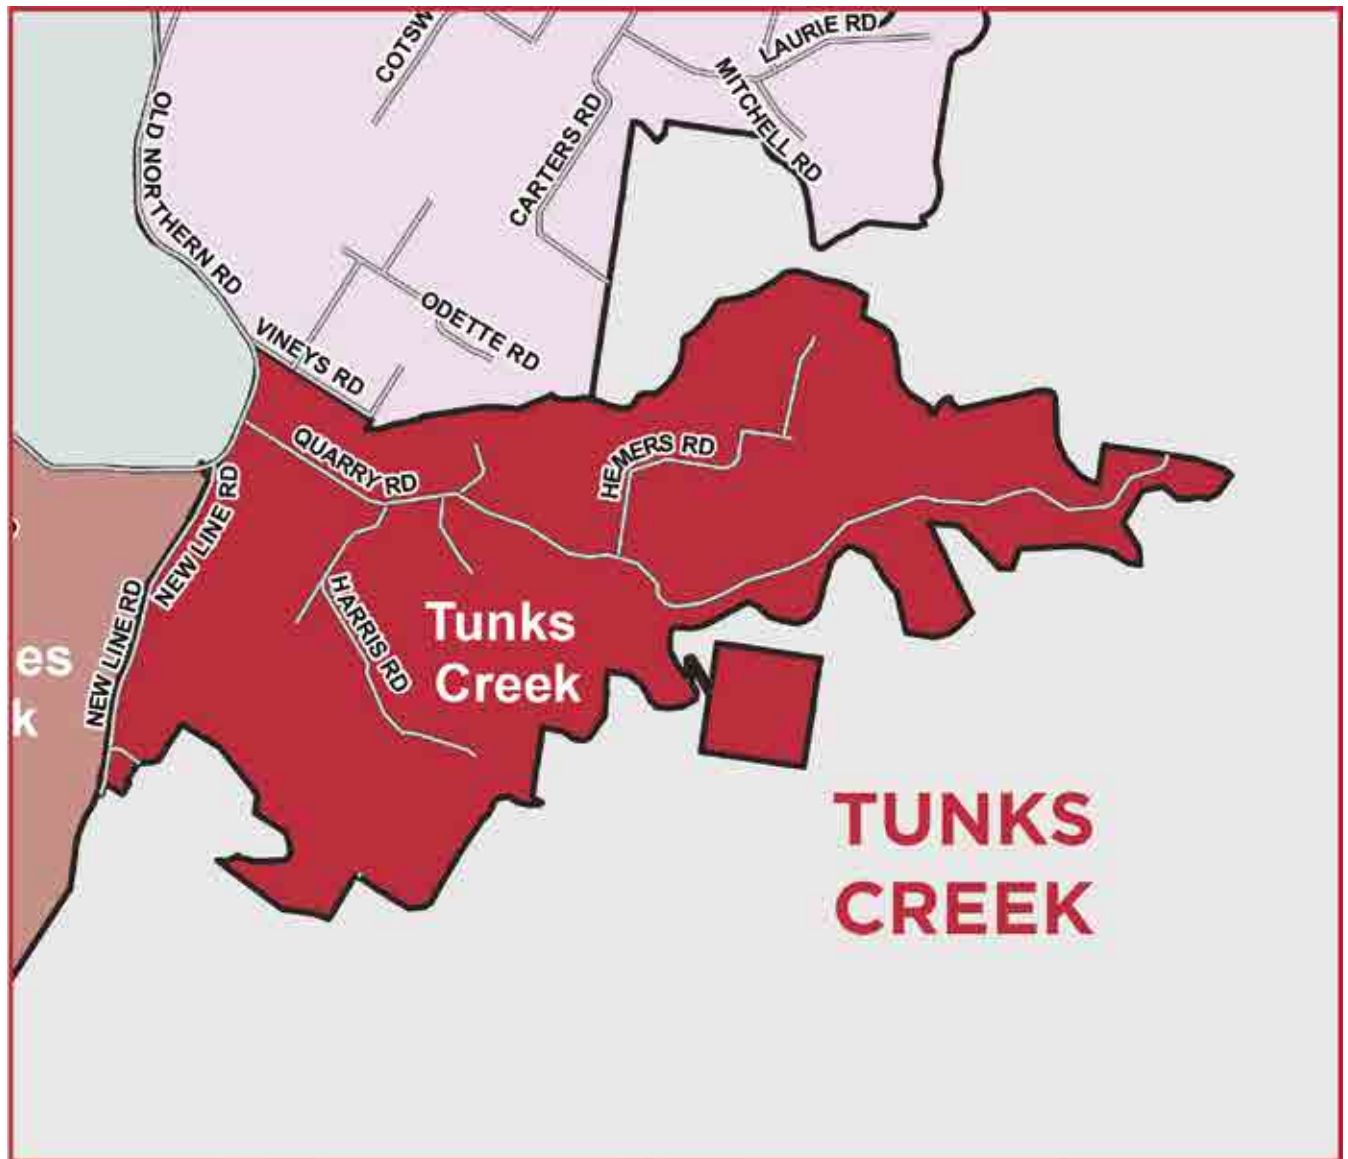 COTSW
LAURIE RD
MITCHELL RD
CARTERS RD
OLD NORTHERN RD
ODETTE RD
VINEYS RD
QUARRY RD
HEMERS RD
NEW LINE RD
NEW LINE RD
HARRIS RD
Tunks
Creek
es
k
TUNKS
CREEK